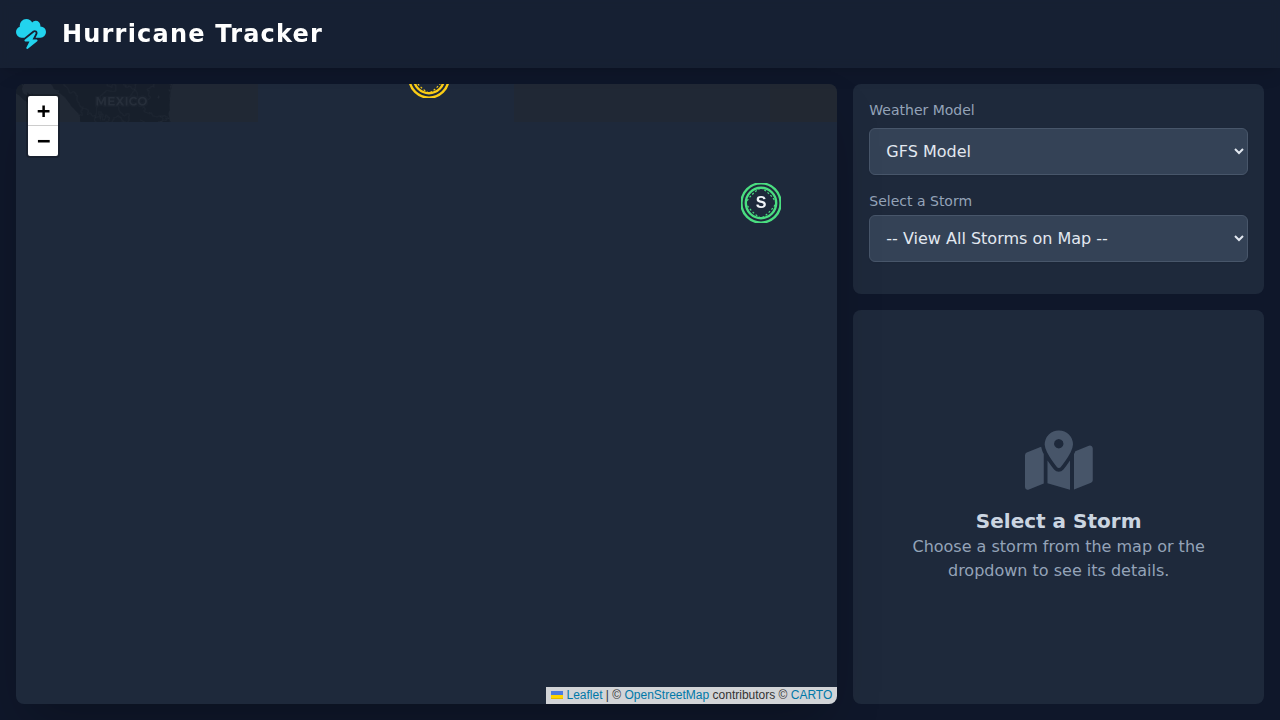 Hurricane Tracker
MEXICO
+
−
S
Leaflet | © OpenStreetMap contributors © CARTO
Weather Model
GFS Model
Select a Storm
-- View All Storms on Map --
Select a Storm
Choose a storm from the map or the
dropdown to see its details.